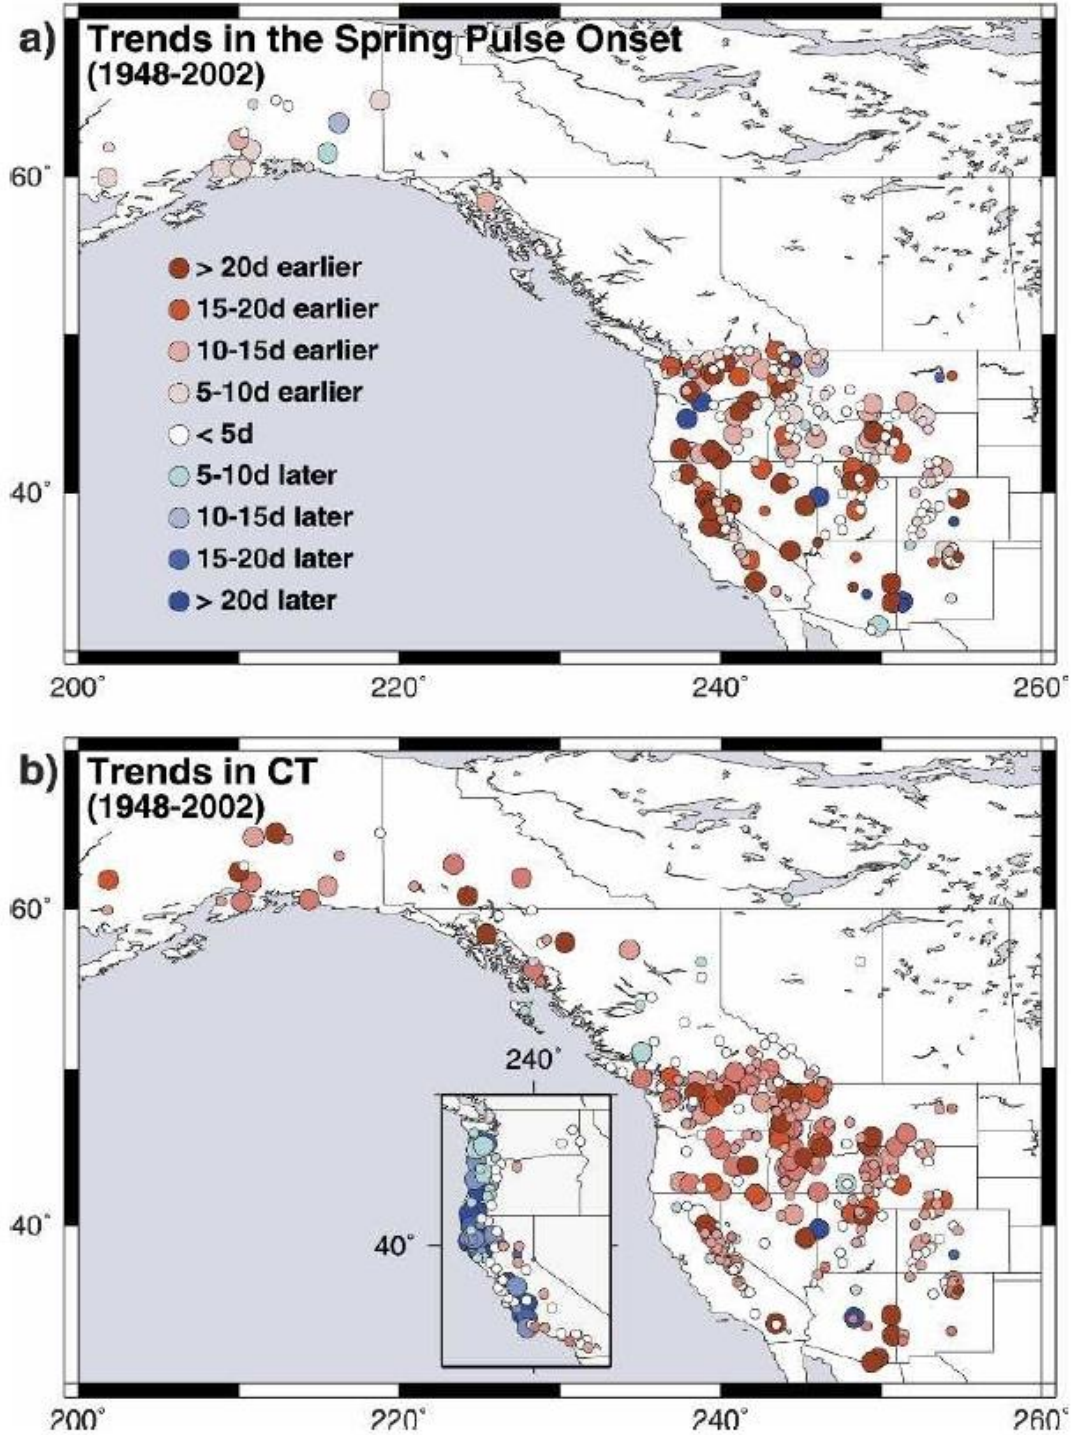 a)
Trends in the Spring Pulse Onset
(1948-2002)
60°
> 20d earlier
15-20d earlier
10-15d earlier
5-10d earlier
< 5d
5-10d later
10-15d later
15-20d later
> 20d later
40°
200° 220° 240° 260°
b)
Trends in CT
(1948-2002)
60°
240°
40°
40°
200° 220° 240° 260°